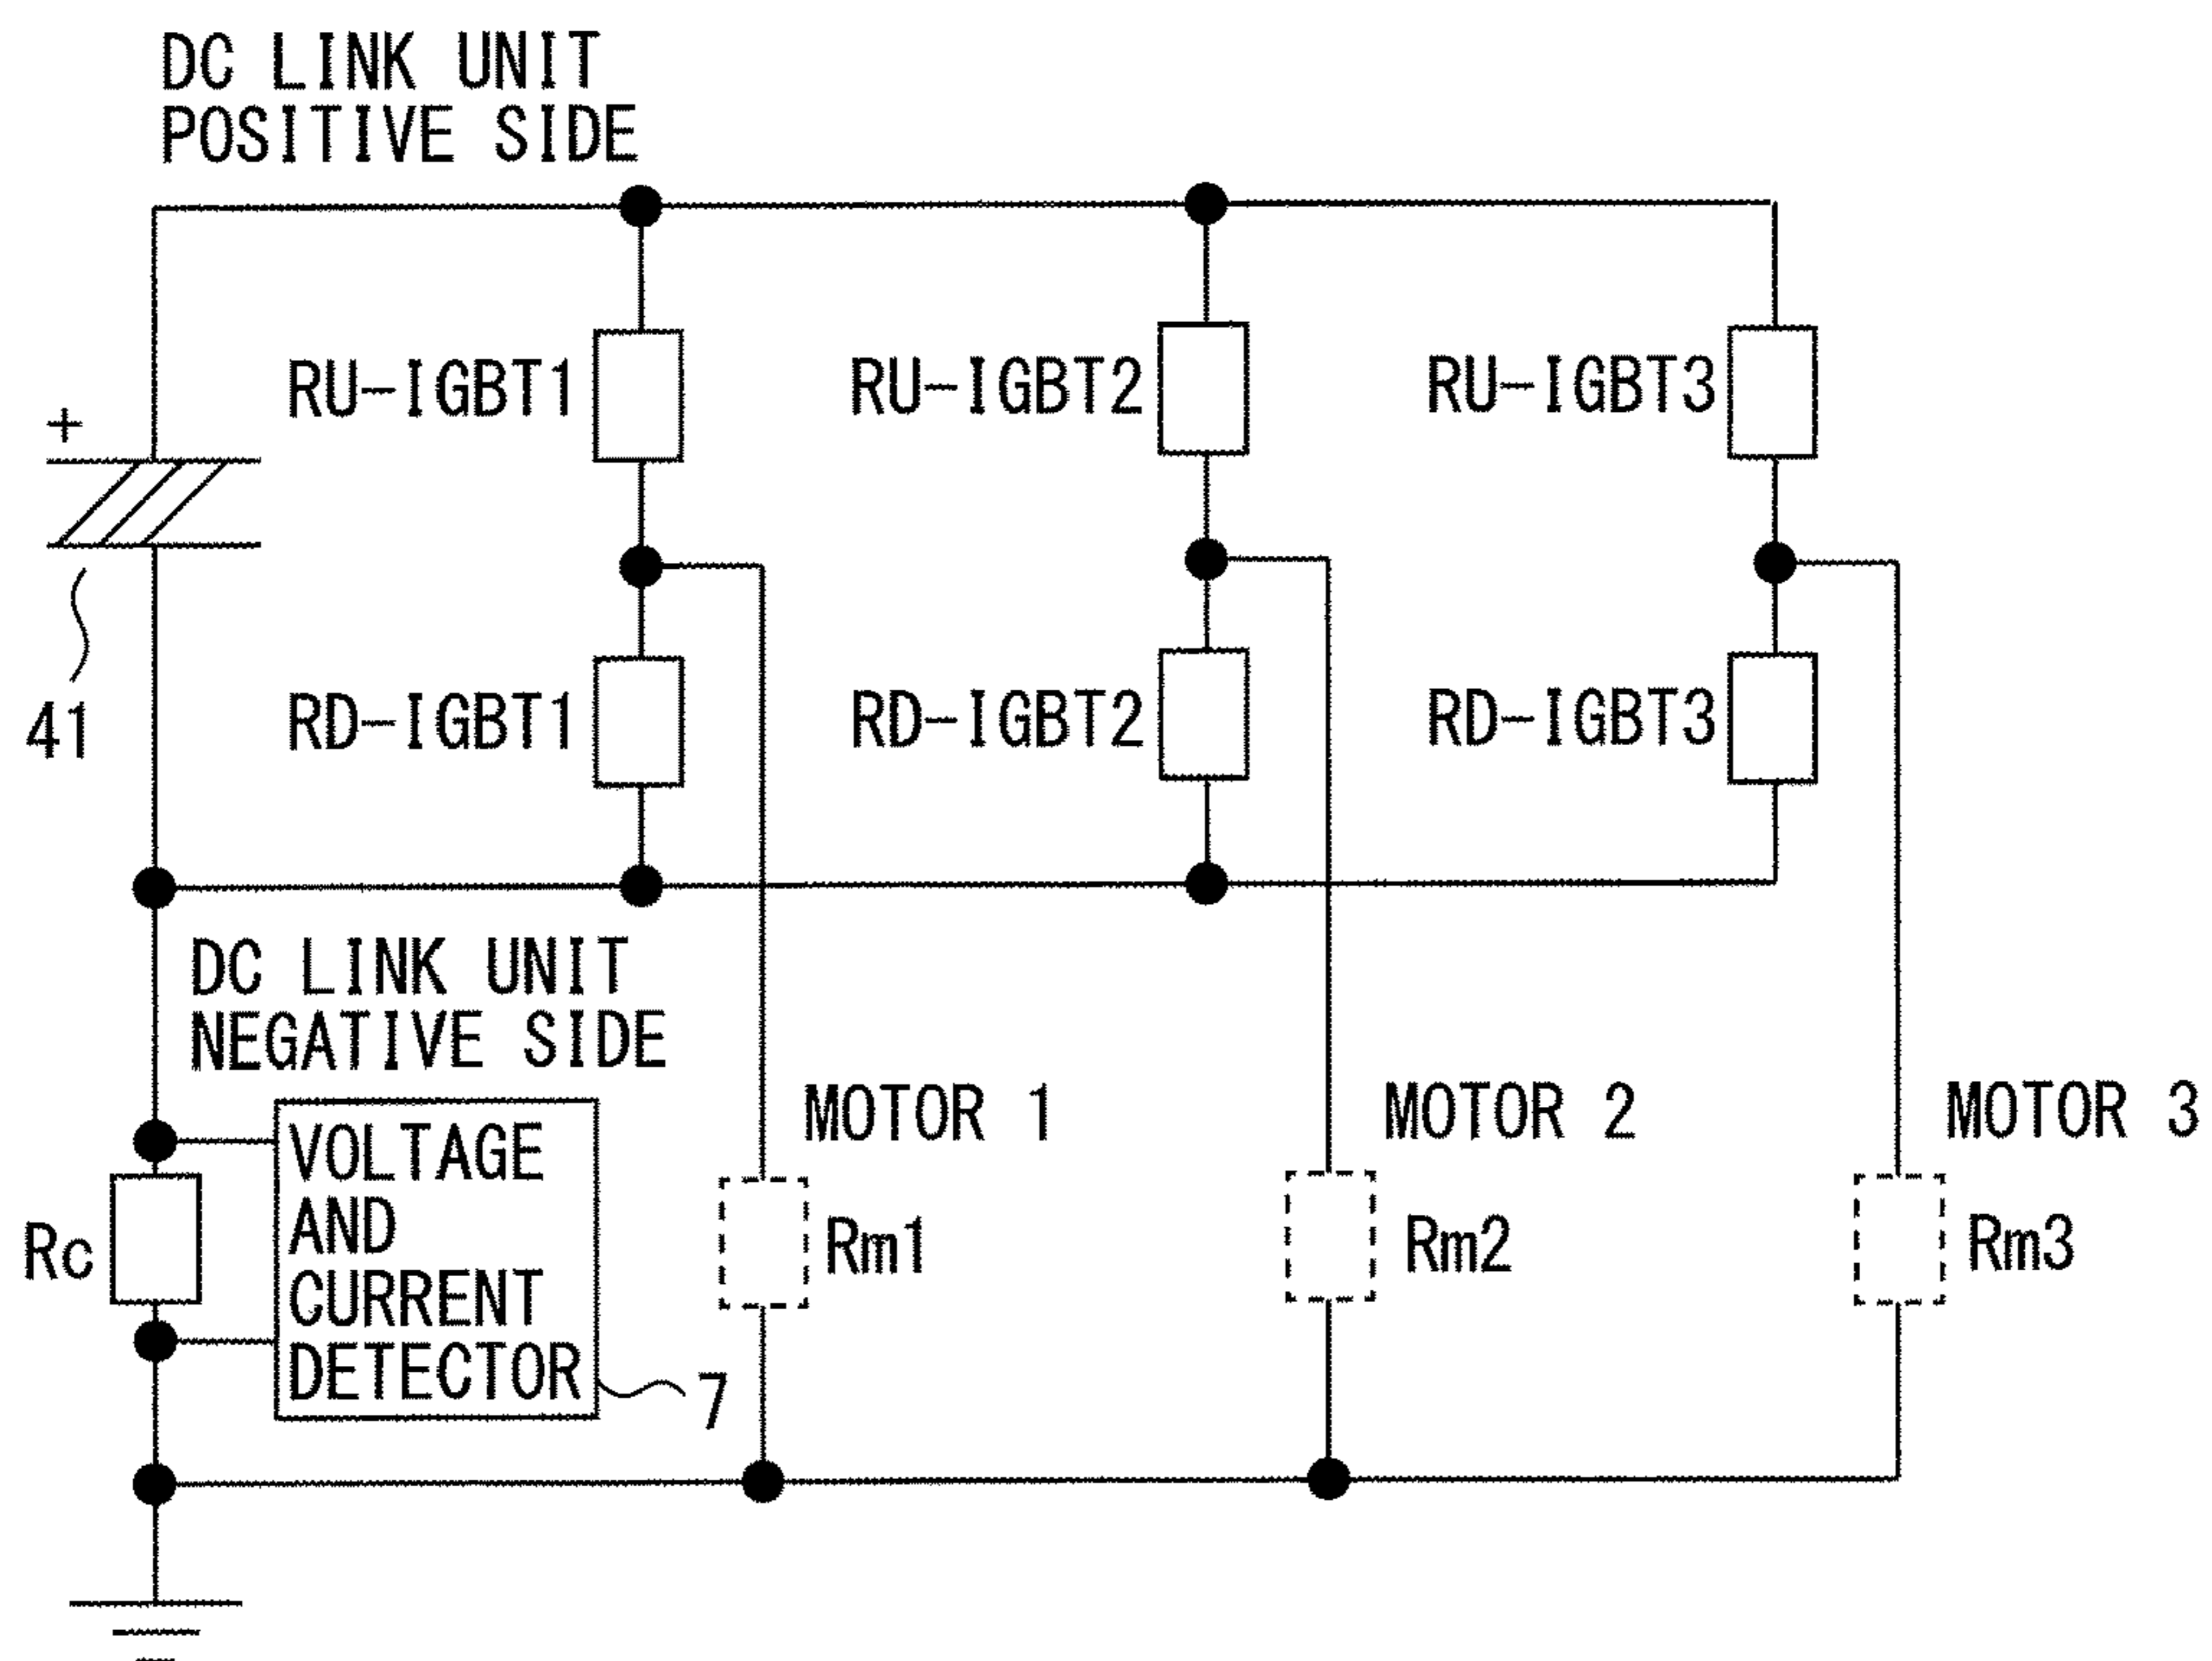 DC LINK UNIT
POSITIVE SIDE
+
RU-IGBT1
RU-IGBT2
RU-IGBT3
41
RD-IGBT1
RD-IGBT2
RD-IGBT3
DC LINK UNIT
NEGATIVE SIDE
MOTOR 1
MOTOR 2
MOTOR 3
Rc
VOLTAGE
AND
CURRENT
DETECTOR
7
Rm1
Rm2
Rm3